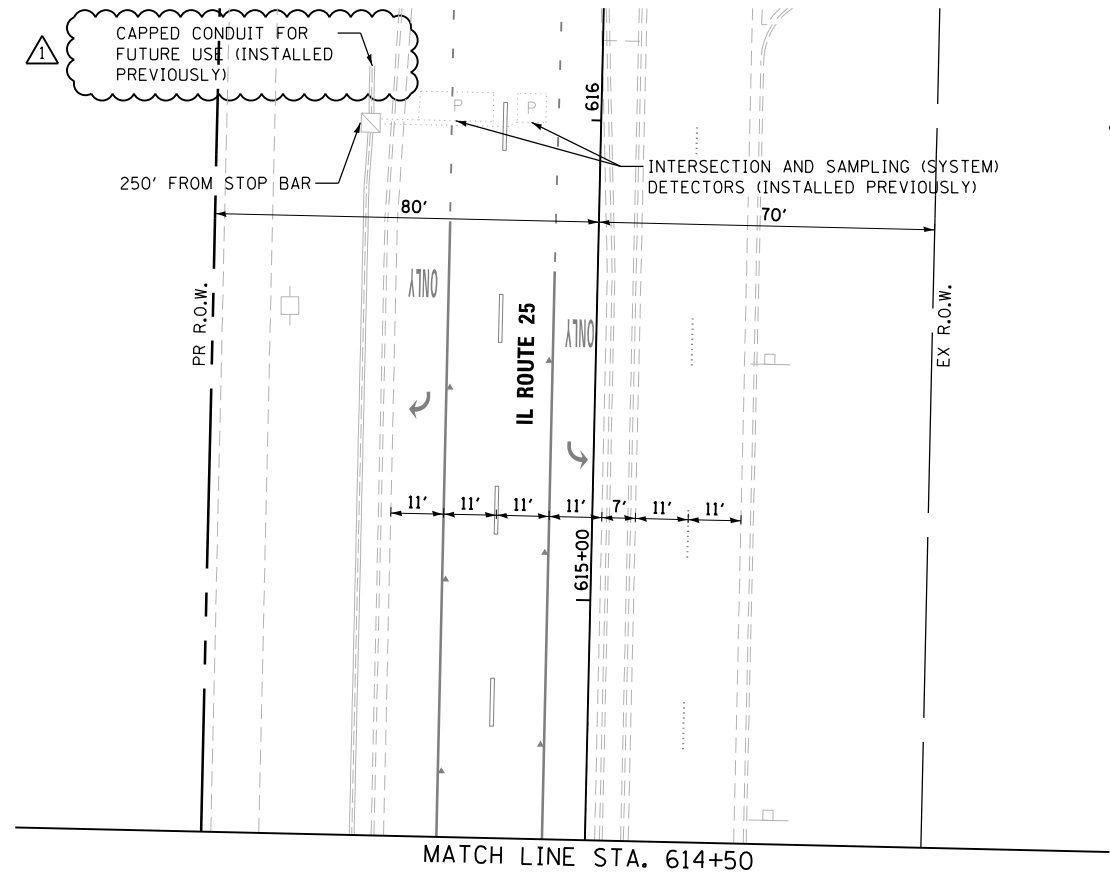 1
CAPPED CONDUIT FOR
FUTURE USE (INSTALLED
PREVIOUSLY)
P
P
616
INTERSECTION AND SAMPLING (SYSTEM)
DETECTORS (INSTALLED PREVIOUSLY)
250' FROM STOP BAR
80'
70'
ONLY
PR R.O.W.
IL ROUTE 25
ONLY
EX R.O.W.
11'
11'
11'
11'
7'
11'
11'
615+00
MATCH LINE STA. 614+50